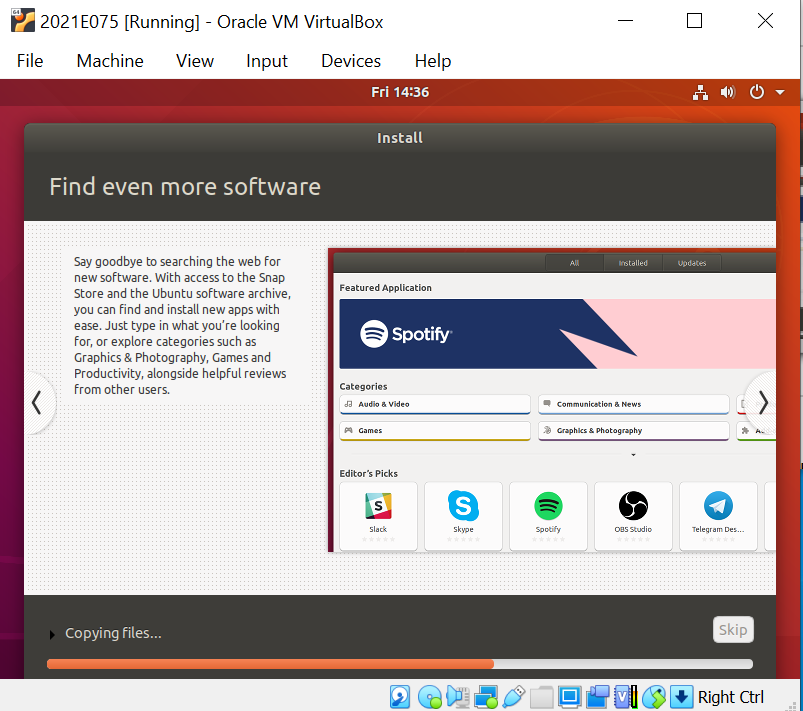 2021E075 [Running] - Oracle VM VirtualBox
File Machine View Input Devices Help
Fri 14:36
Install
Find even more software
Say goodbye to searching the web for
new software. With access to the Snap
Store and the Ubuntu software archive,
you can find and install new apps with
ease. Just type in what you're looking
for, or explore categories such as
Graphics & Photography, Games and
Productivity, alongside helpful reviews
from other users.
All Installed Updates
Featured Application
Spotify
Categories
Audio & Video Communication & News
Games Graphics & Photography
Editor's Picks
Slack Skype Spotify OBS Studio Telegram Des...
Copying files...
Skip
Right Ctrl